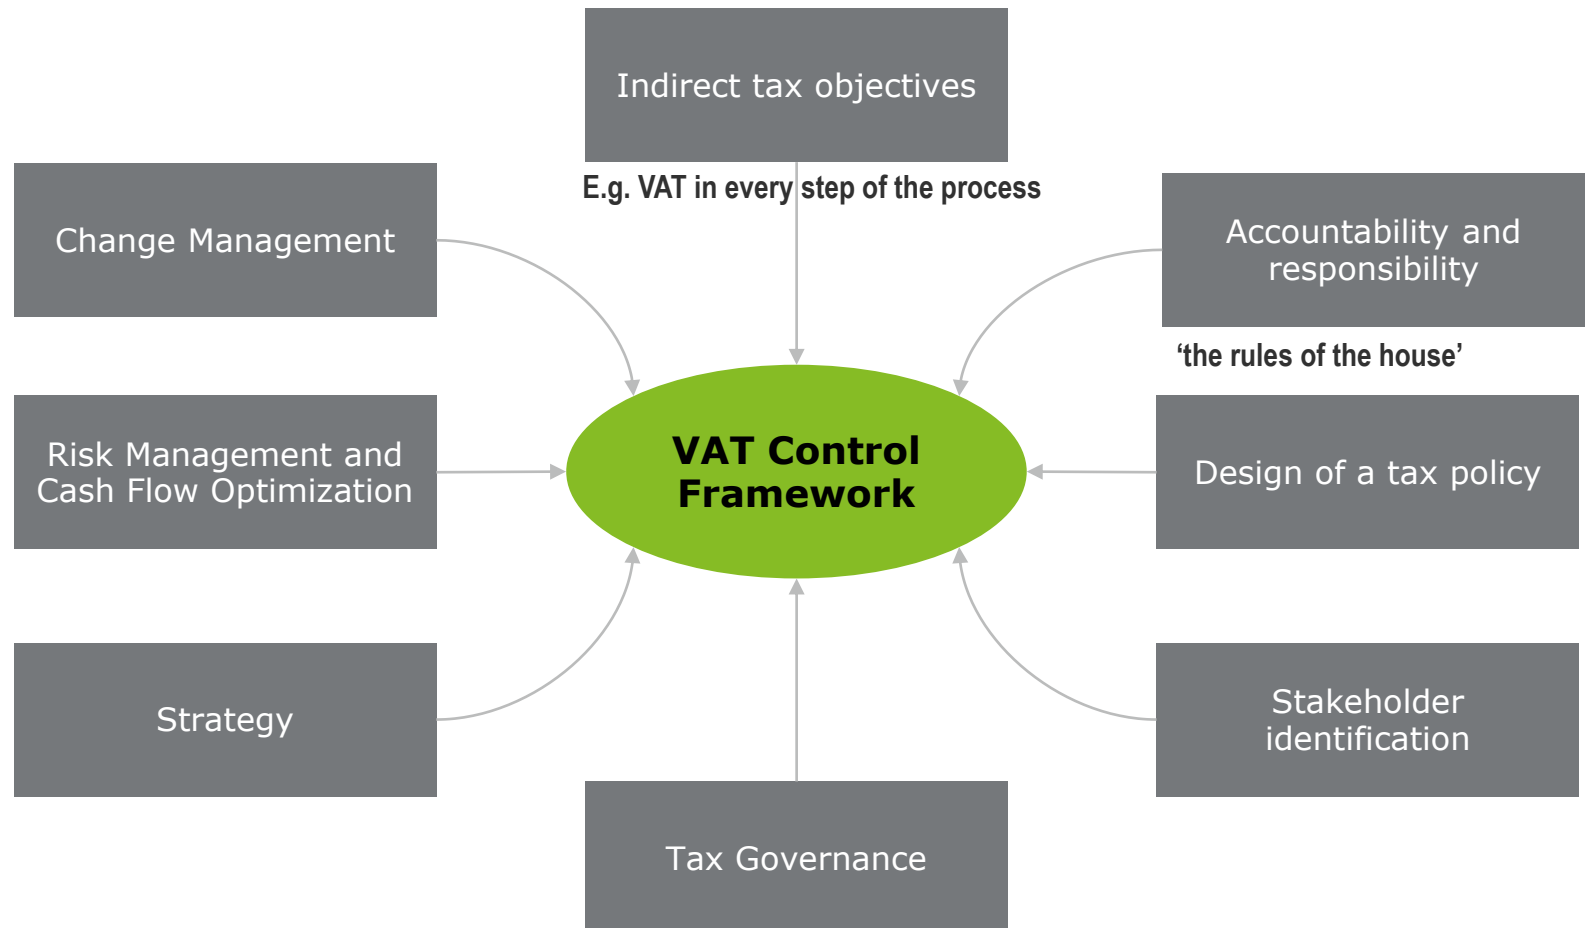 Indirect tax objectives
E.g. VAT in every step of the process
Change Management
Accountability and
responsibility
‘the rules of the house’
Risk Management and
Cash Flow Optimization
VAT Control
Framework
Design of a tax policy
Strategy
Stakeholder
identification
Tax Governance